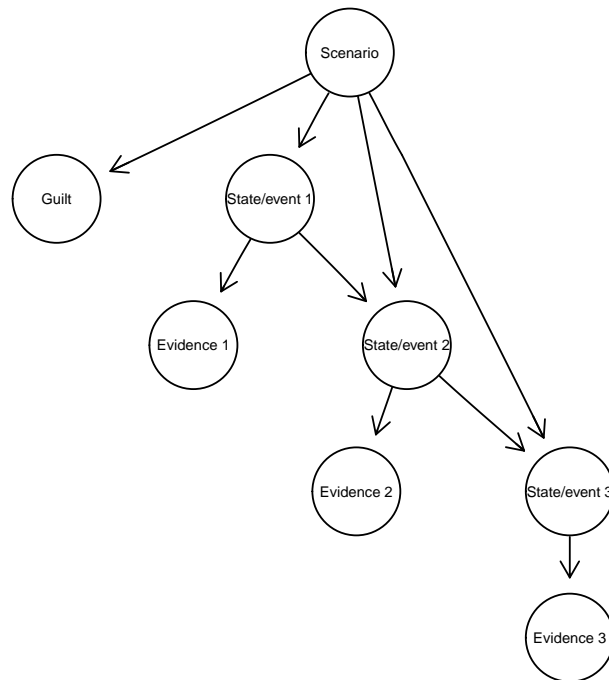 Scenario
Guilt
State/event 1
Evidence 1
State/event 2
Evidence 2
State/event 3
Evidence 3